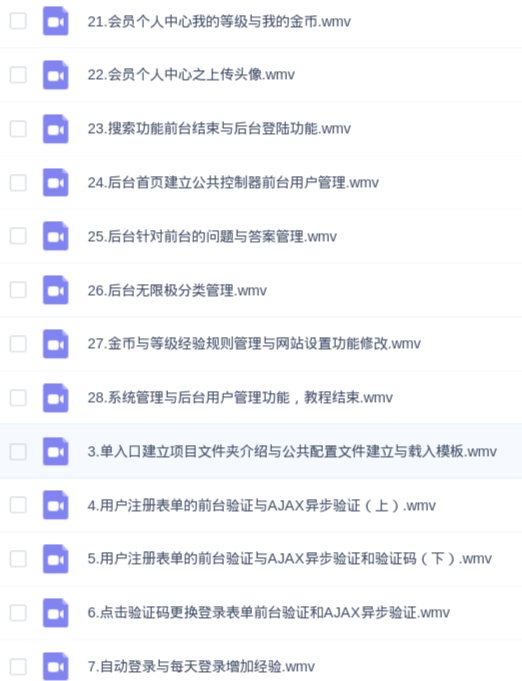 21.会员个人中心我的等级与我的金币.wmv
22.会员个人中心之上传头像.wmv
23.搜索功能前台结束与后台登陆功能.wmv
24.后台首页建立公共控制器前台用户管理.wmv
25.后台针对前台的问题与答案管理.wmv
26.后台无限极分类管理.wmv
27.金币与等级经验规则管理与网站设置功能修改.wmv
28.系统管理与后台用户管理功能，教程结束.wmv
3.单入口建立项目文件夹介绍与公共配置文件建立与载入模板.wmv
4.用户注册表单的前台验证与AJAX异步验证（上）.wmv
5.用户注册表单的前台验证与AJAX异步验证和验证码（下）.wmv
6.点击验证码更换登录表单前台验证和AJAX异步验证.wmv
7.自动登录与每天登录增加经验.wmv